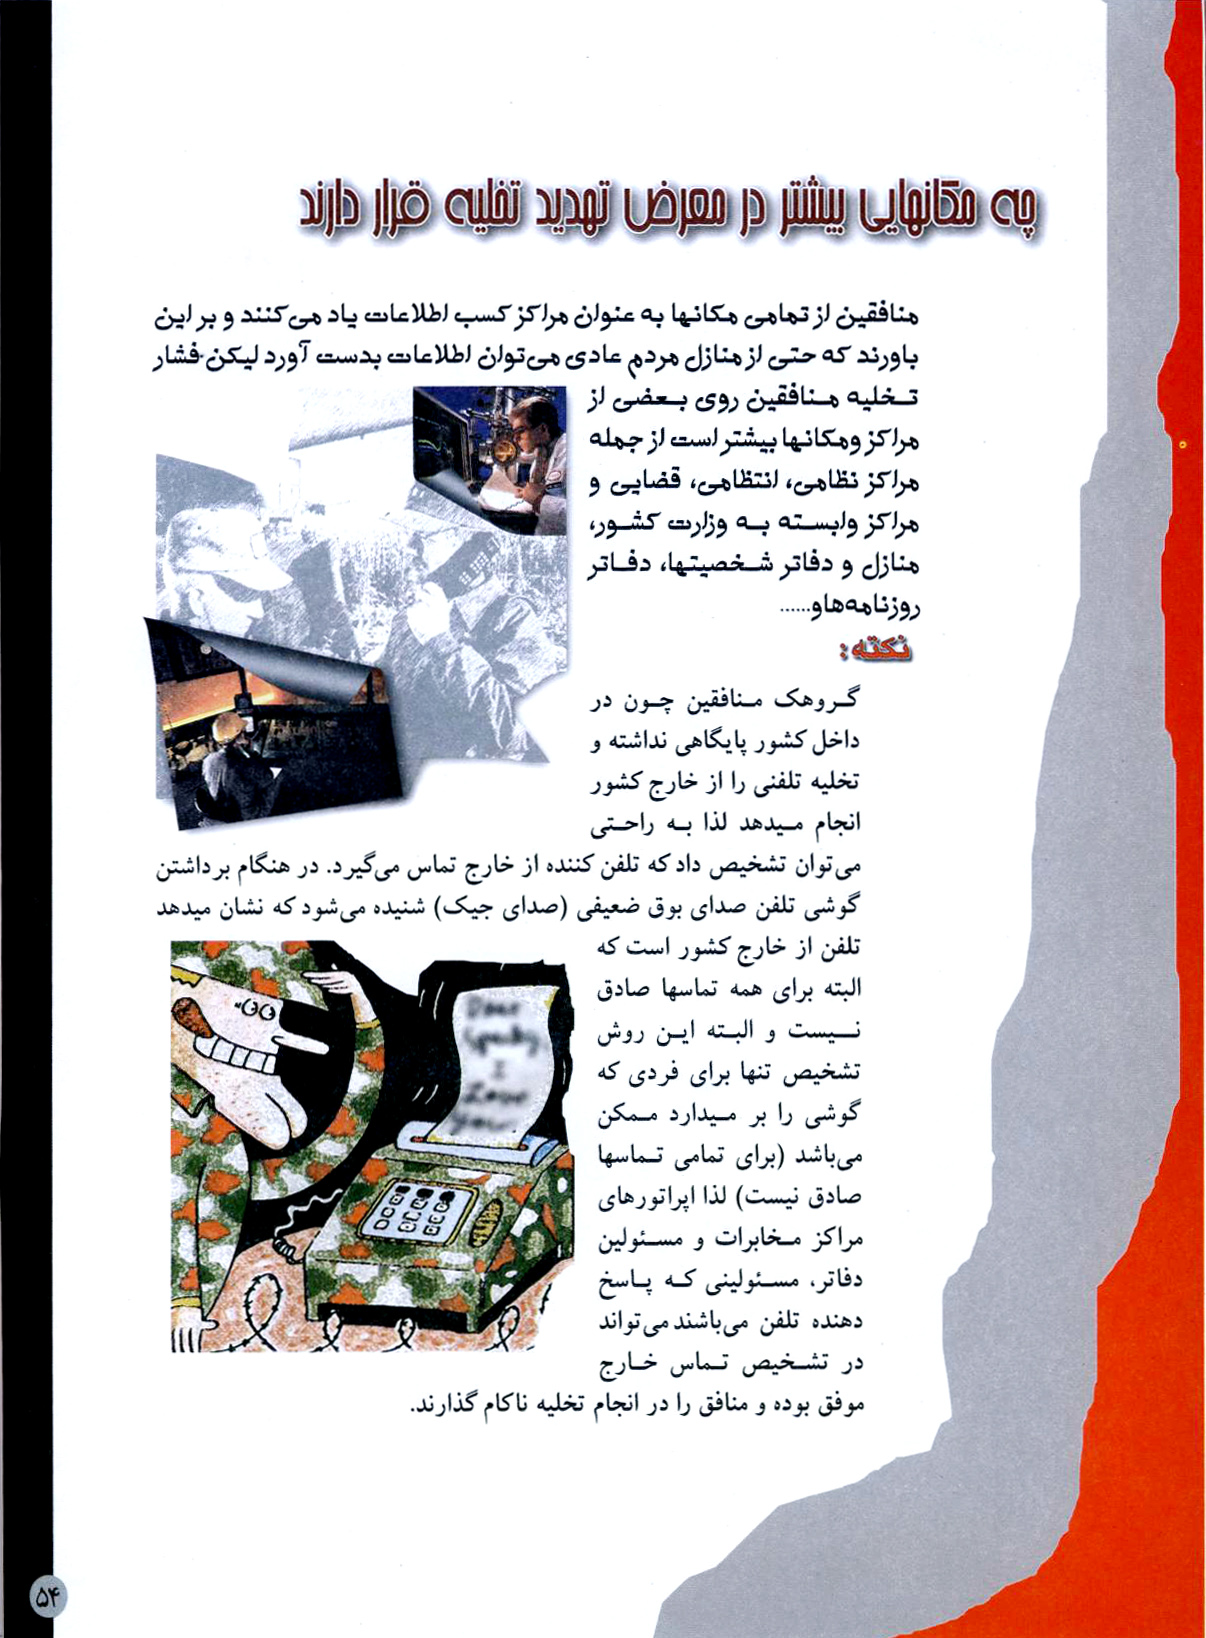 چه مکانهایی بیشتر در معرض تهدید تخلیه قرار دارند
منافقین از تمامی مکانها به عنوان مراکز کسب اطلاعات یاد می‌کنند و بر این
باورند که حتی از منازل مردم عادی می‌توان اطلاعات بدست آورد لیکن فشار
تخلیه منافقین روی بعضی از
مراکز ومکانها بیشتر است از جمله
مراکز نظامی، انتظامی، قضایی و
مراکز وابسته به وزارت کشور،
منازل و دفاتر شخصیتها، دفاتر
روزنامه‌هاو......
نکته :
گروهک منافقین چون در
داخل کشور پایگاهی نداشته و
تخلیه تلفنی را از خارج کشور
انجام میدهد لذا به راحتی
می‌توان تشخیص داد که تلفن کننده از خارج تماس می‌گیرد. در هنگام برداشتن
گوشی تلفن صدای بوق ضعیفی (صدای جیک) شنیده می‌شود که نشان میدهد
تلفن از خارج کشور است که
البته برای همه تماسها صادق
نیست و البته این روش
تشخیص تنها برای فردی که
گوشی را بر میدارد ممکن
می‌باشد (برای تمامی تماسها
صادق نیست) لذا اپراتورهای
مراکز مخابرات و مسئولین
دفاتر، مسئولینی که پاسخ
دهنده تلفن می‌باشند می‌تواند
در تشخیص تماس خارج
موفق بوده و منافق را در انجام تخلیه ناکام گذارند.
۵۴